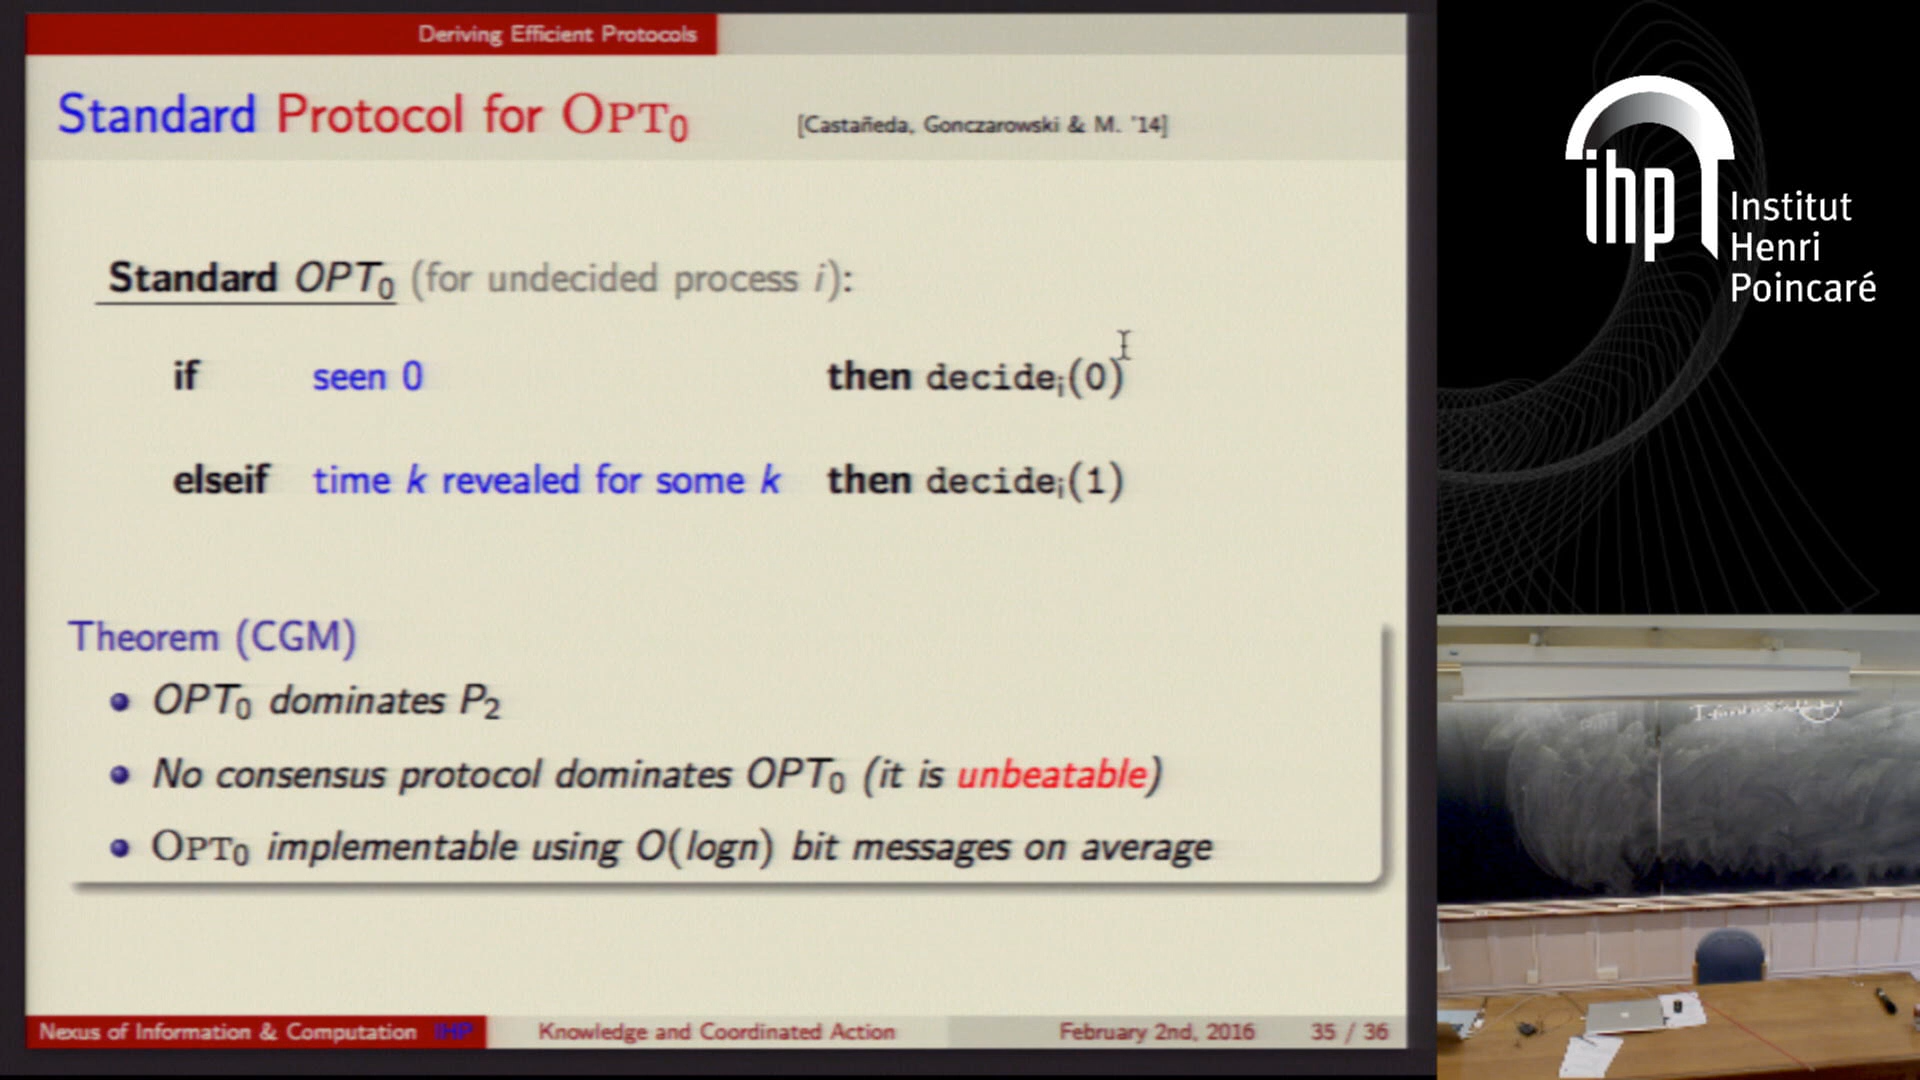 Deriving Efficient Protocols
Standard Protocol for OPT₀ [Castañeda, Gonczarowski & M. '14]
Standard OPT₀ (for undecided process i):
if seen 0 then decideᵢ(0)
elseif time k revealed for some k then decideᵢ(1)
Theorem (CGM)
• OPT₀ dominates P₂
• No consensus protocol dominates OPT₀ (it is unbeatable)
• OPT₀ implementable using O(logn) bit messages on average
Nexus of Information & Computation IHP Knowledge and Coordinated Action February 2nd, 2016 35 / 36
ihp
Institut
Henri
Poincaré